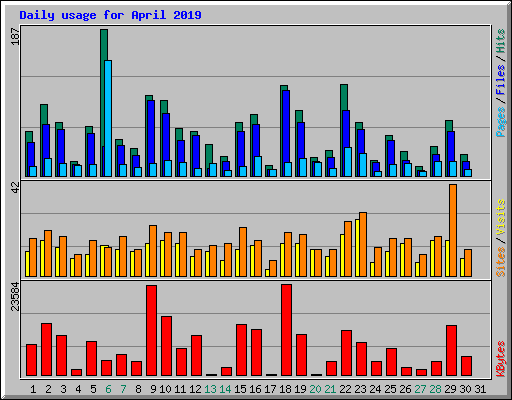 Daily usage for April 2019
187
Pages / Files / Hits
42
Sites / Visits
23584
KBytes
1 2 3 4 5 6 7 8 9 10 11 12 13 14 15 16 17 18 19 20 21 22 23 24 25 26 27 28 29 30 31